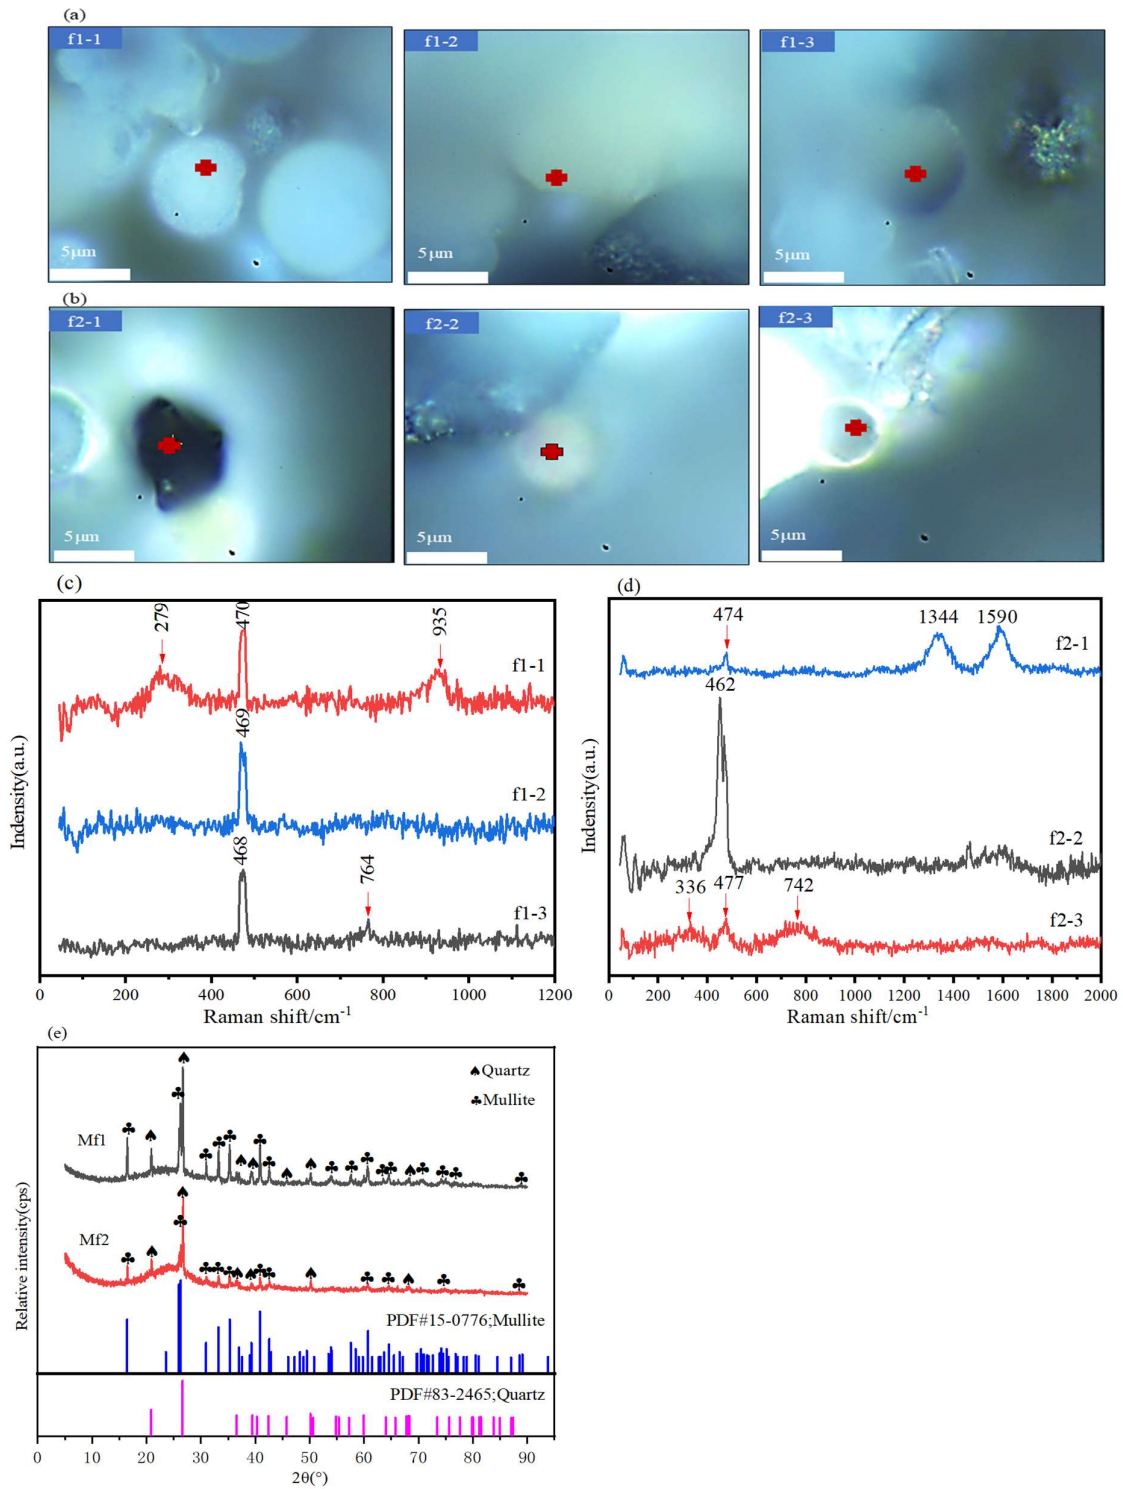 (a)
f1-1
f1-2
f1-3
5μm
5μm
5μm
(b)
f2-1
f2-2
f2-3
5μm
5μm
5μm
(c)
279
470
935
f1-1
469
f1-2
468
764
f1-3
Indensity(a.u.)
0 200 400 600 800 1000 1200
Raman shift/cm-1
(d)
474
1344 1590
f2-1
462
f2-2
336 477 742
f2-3
Indensity(a.u.)
0 200 400 600 800 1000 1200 1400 1600 1800 2000
Raman shift/cm-1
(e)
♠Quartz
♣Mullite
Mf1
Mf2
PDF#15-0776;Mullite
PDF#83-2465;Quartz
Relative intensity(cps)
0 10 20 30 40 50 60 70 80 90
2θ(°)